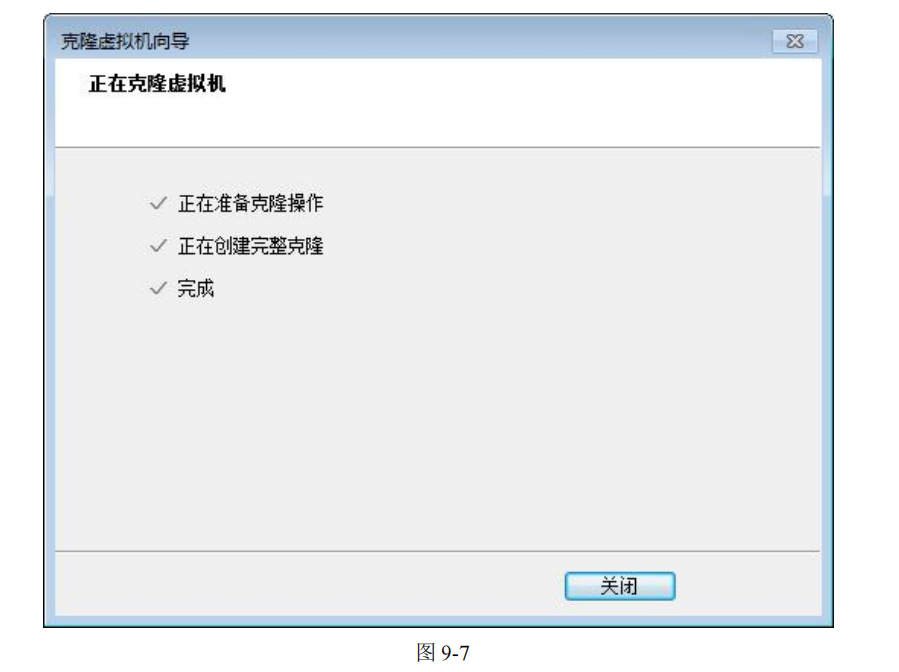 克隆虚拟机向导
正在克隆虚拟机
正在准备克隆操作
正在创建完整克隆
完成
关闭
图 9-7